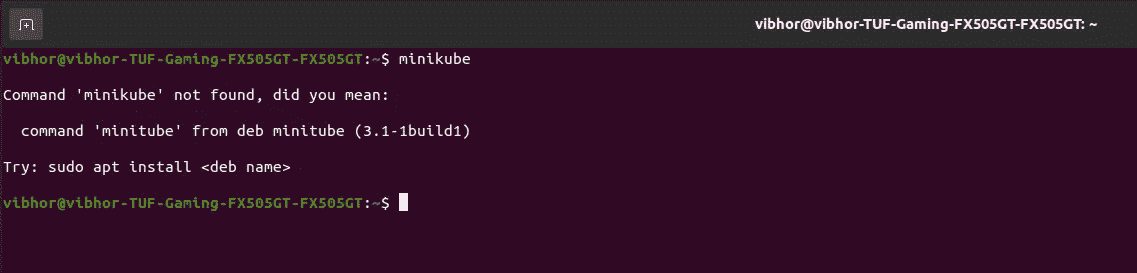 vibhor@vibhor-TUF-Gaming-FX505GT-FX505GT: ~
vibhor@vibhor-TUF-Gaming-FX505GT-FX505GT:~$ minikube
Command 'minikube' not found, did you mean:
command 'minitube' from deb minitube (3.1-1build1)
Try: sudo apt install <deb name>
vibhor@vibhor-TUF-Gaming-FX505GT-FX505GT:~$